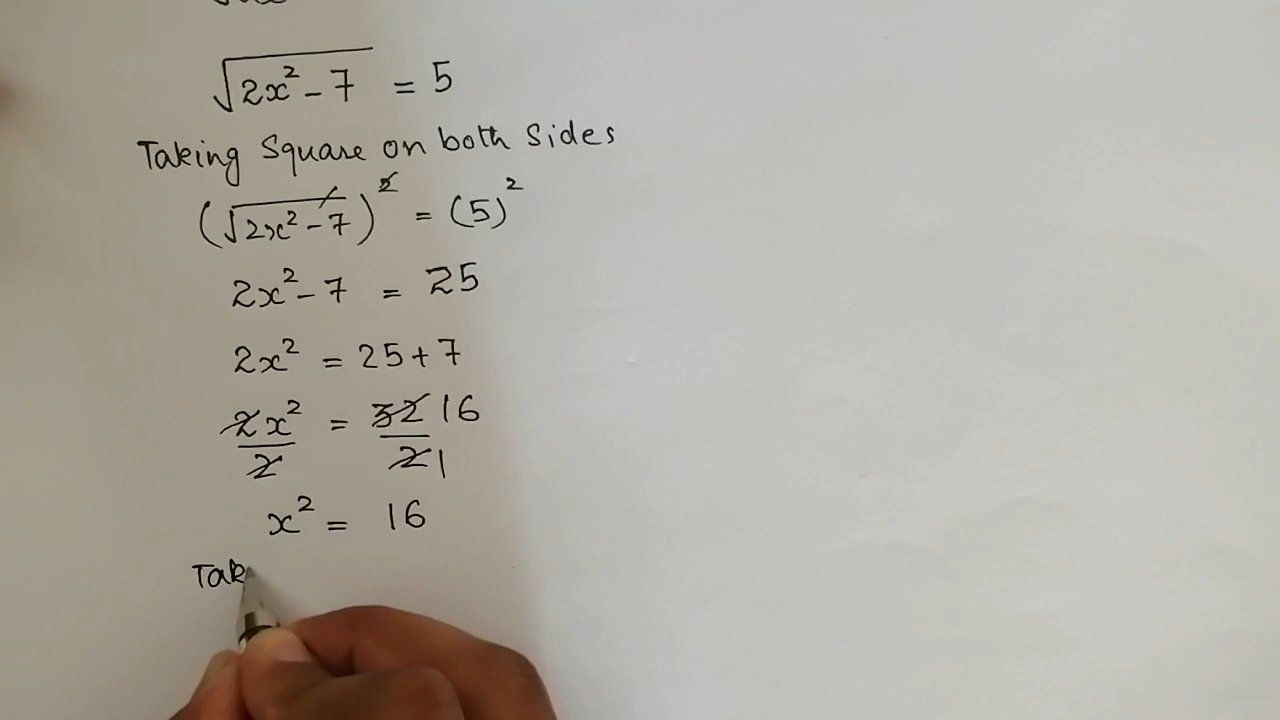 √2x² - 7 = 5
Taking Square on both Sides
(√2x² - 7)² = (5)²
2x² - 7 = 25
2x² = 25 + 7
2x²/2 = 32/2 16/1
x² = 16
Tak